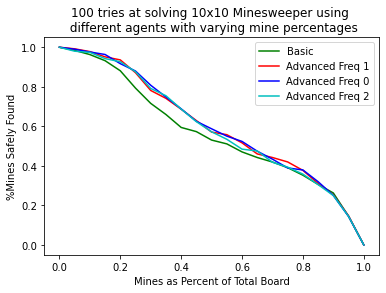 100 tries at solving 10x10 Minesweeper using
different agents with varying mine percentages
%Mines Safely Found
1.0
0.8
0.6
0.4
0.2
0.0
Basic
Advanced Freq 1
Advanced Freq 0
Advanced Freq 2
0.0 0.2 0.4 0.6 0.8 1.0
Mines as Percent of Total Board